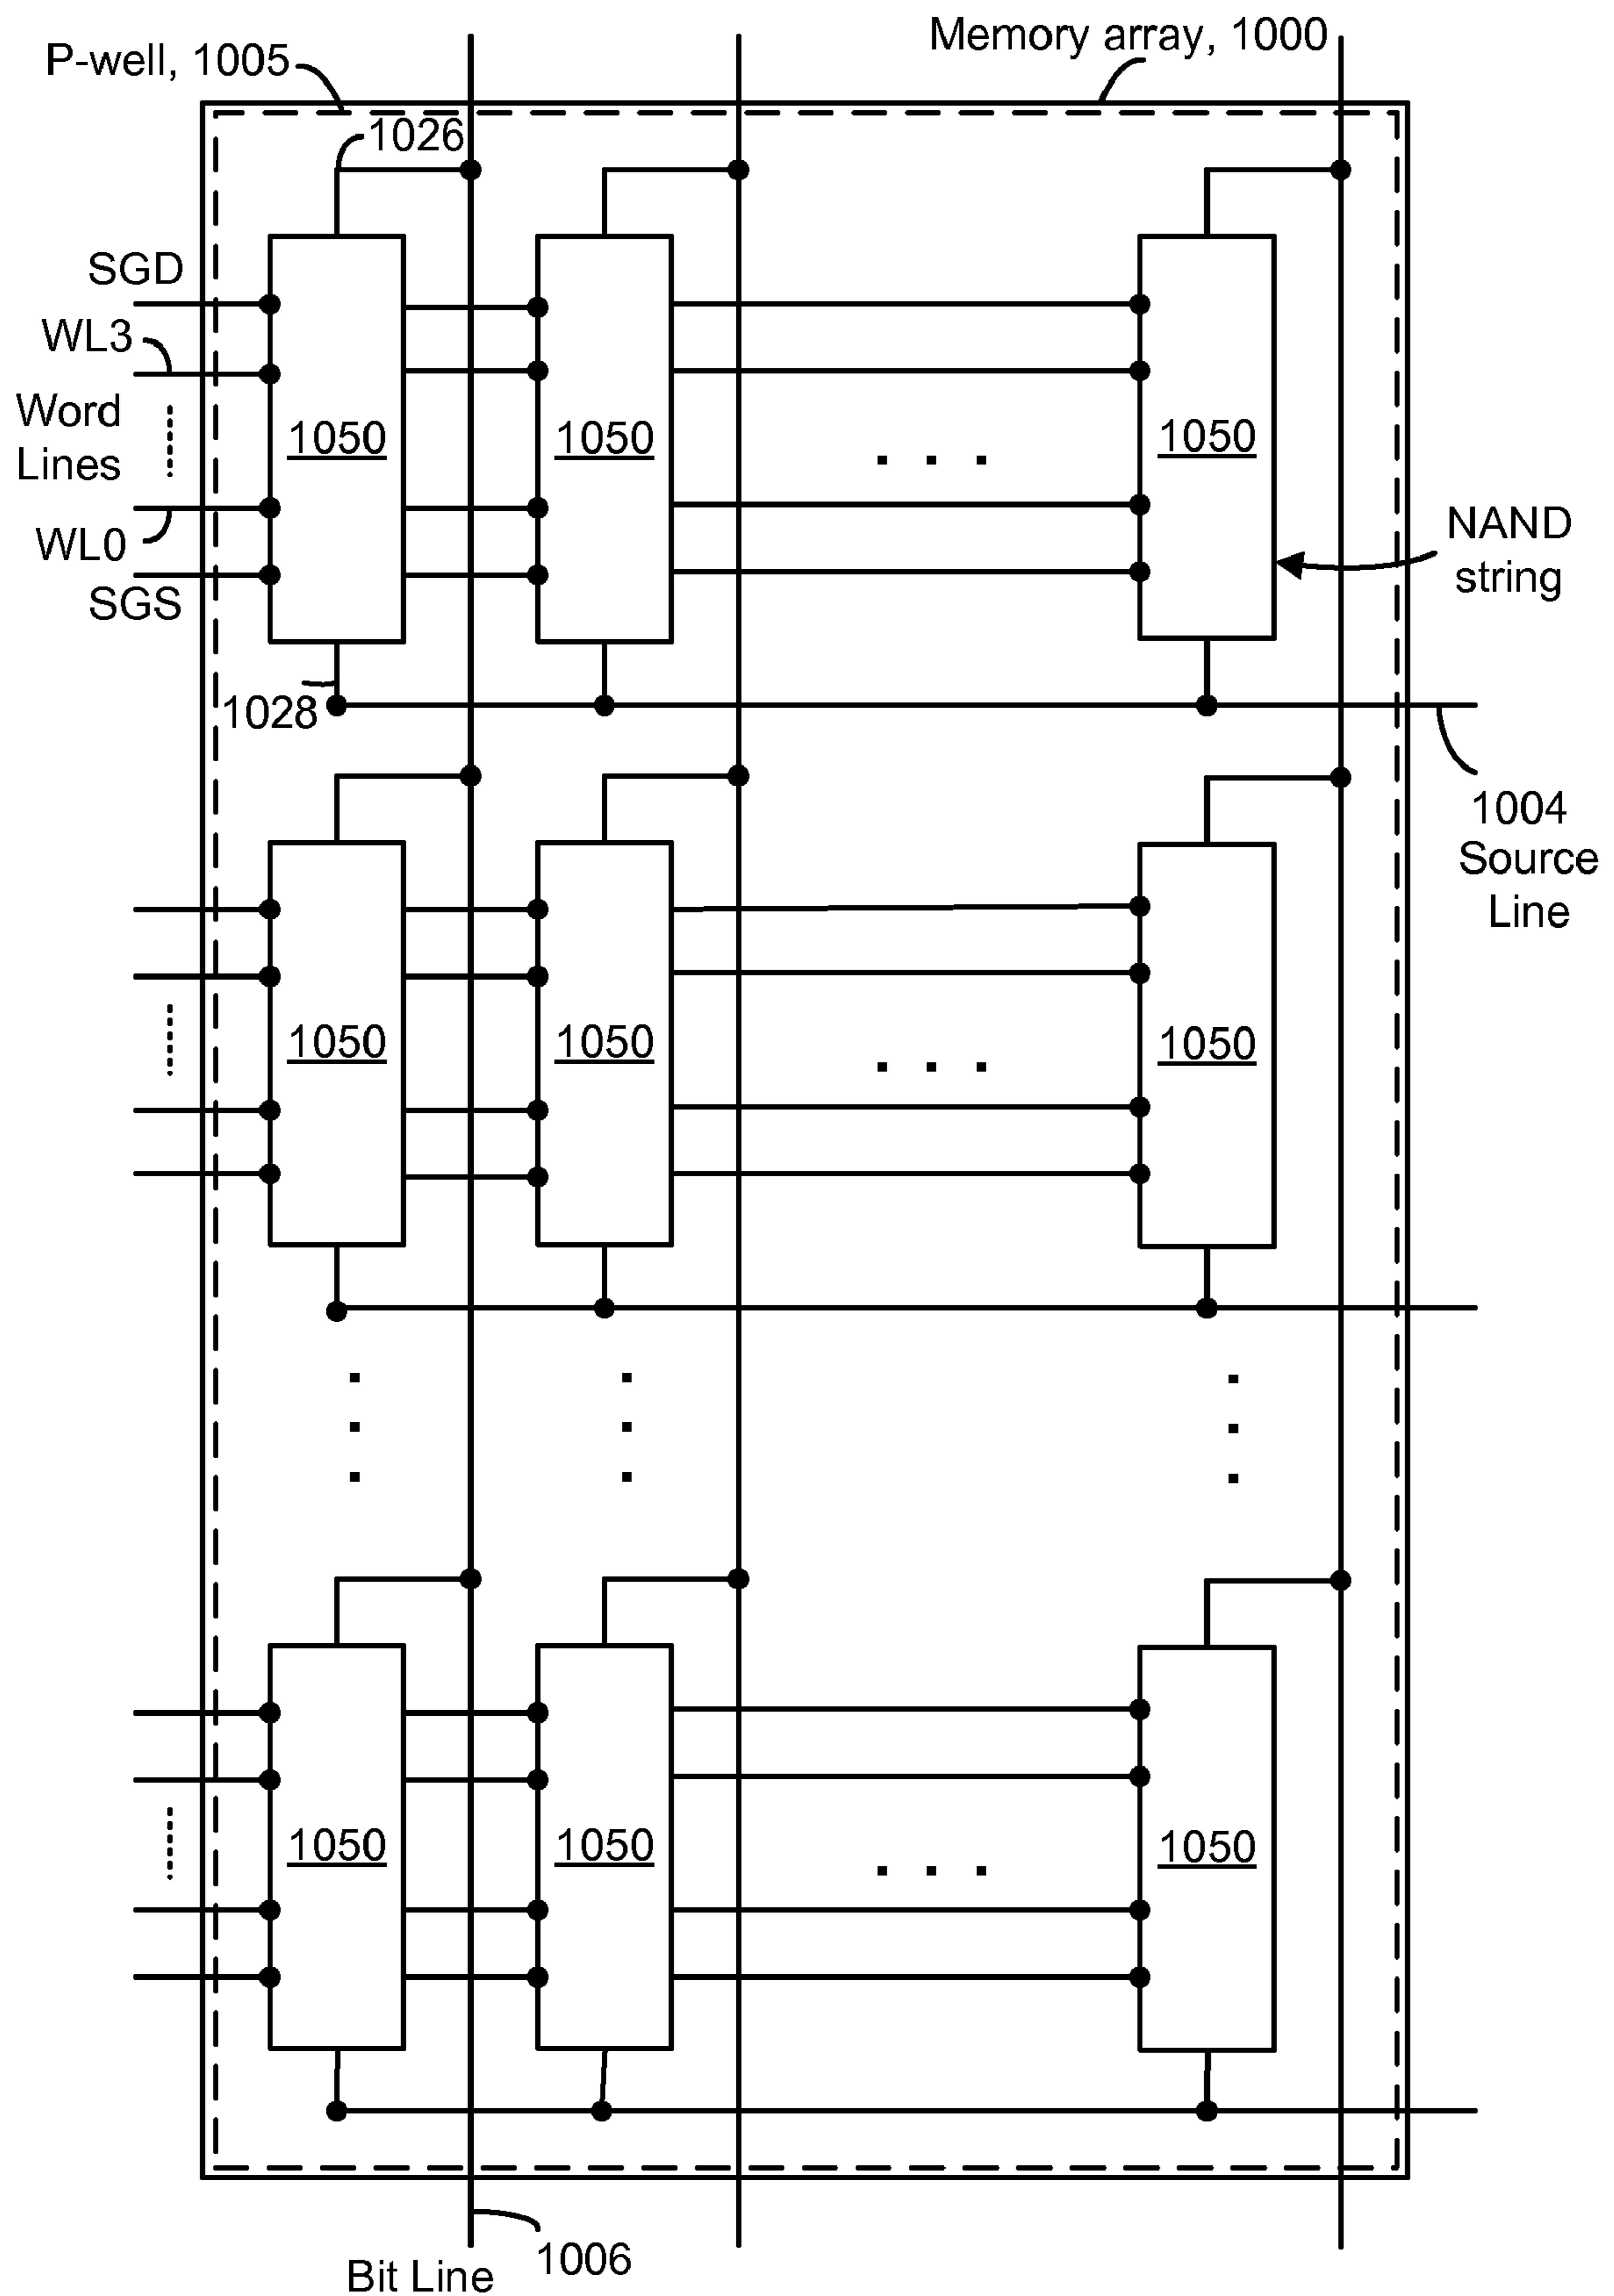 Memory array, 1000
P-well, 1005
1026
SGD
WL3
Word
Lines
1050
1050
1050
WL0
SGS
NAND
string
1028
1004
Source
Line
1050
1050
1050
1050
1050
1050
1006
Bit Line